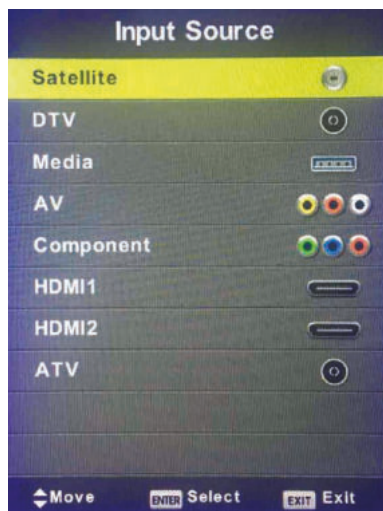 Input Source
Satellite
DTV
Media
AV
Component
HDMI1
HDMI2
ATV
Move ENTER Select EXIT Exit